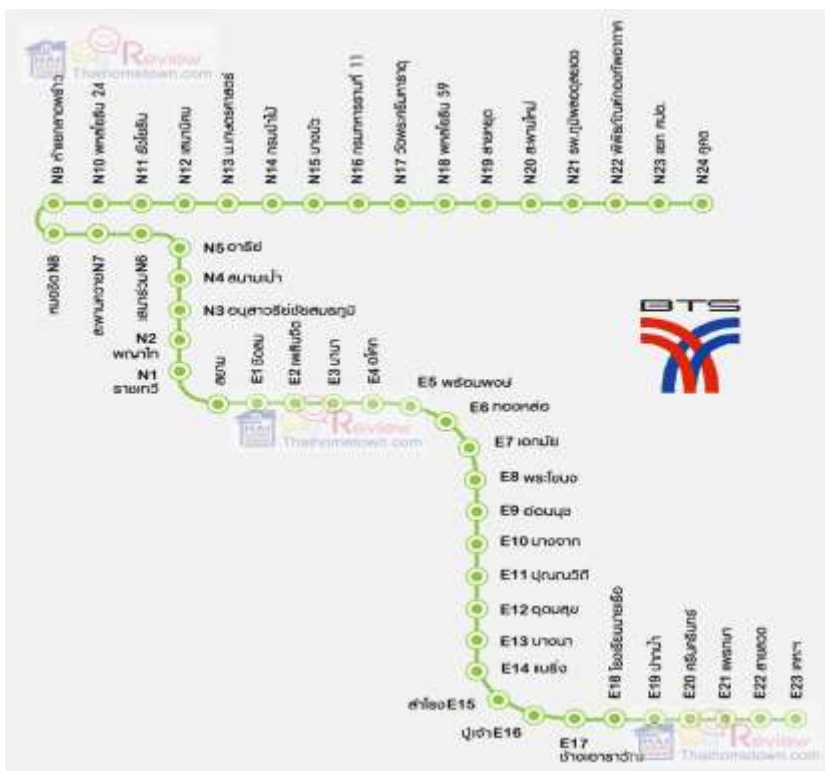 Review
Thaihometown.com
N9 ห้าแยกลาดพร้าว
N10 พหลโยธิน 24
N11 รัชโยธิน
N12 เสนานิคม
N13 ม.เกษตรศาสตร์
N14 กรมป่าไม้
N15 บางบัว
N16 กรมทหารราบที่ 11
N17 วัดพระศรีมหาธาตุ
N18 พหลโยธิน 59
N19 สายหยุด
N20 สะพานใหม่
N21 รพ.ภูมิพลอดุลยเดช
N22 พิพิธภัณฑ์กองทัพอากาศ
N23 แยก คปอ.
N24 คูคต
หมอชิต N8
สะพานควาย N7
เสนาร่วม N6
N5 อารีย์
N4 สนามเป้า
N3 อนุสาวรีย์ชัยสมรภูมิ
N2
พญาไท
N1
ราชเทวี
BTS
สยาม
E1 ชิดลม
E2 เพลินจิต
E3 นานา
E4 อโศก
E5 พร้อมพงษ์
E6 ทองหล่อ
E7 เอกมัย
Review
Thaihometown.com
E8 พระโขนง
E9 อ่อนนุช
E10 บางจาก
E11 ปุณณวิถี
E12 อุดมสุข
E13 บางนา
E14 แบริ่ง
สำโรง E15
ปู่เจ้า E16
E17
ช้างเอราวัณ
E18 โรงเรียนนายเรือ
E19 ปากน้ำ
E20 ศรีนครินทร์
E21 แพรกษา
E22 สายลวด
E23 เคหะฯ
Review
Thaihometown.com